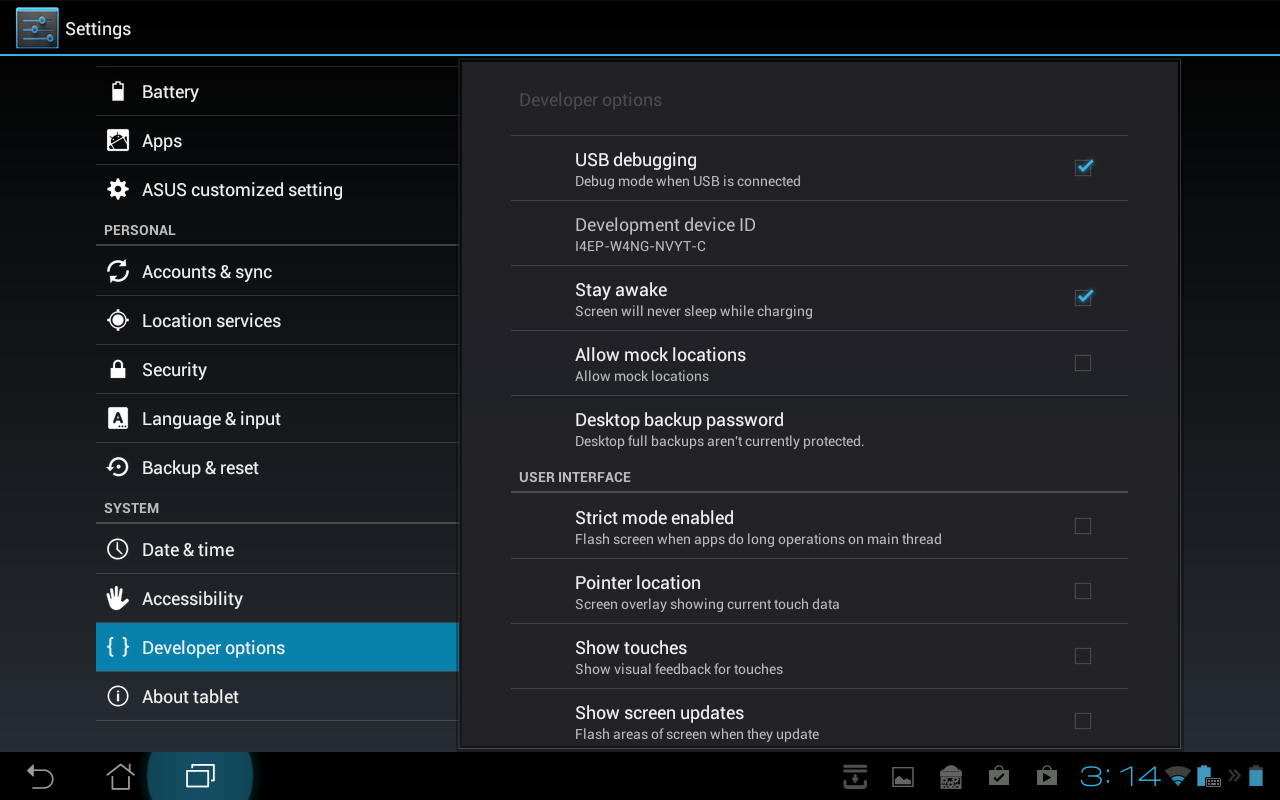 Settings
Battery
Apps
ASUS customized setting
PERSONAL
Accounts & sync
Location services
Security
Language & input
Backup & reset
SYSTEM
Date & time
Accessibility
Developer options
About tablet
Developer options
USB debugging
Debug mode when USB is connected
Development device ID
I4EP-W4NG-NVYT-C
Stay awake
Screen will never sleep while charging
Allow mock locations
Allow mock locations
Desktop backup password
Desktop full backups aren't currently protected.
USER INTERFACE
Strict mode enabled
Flash screen when apps do long operations on main thread
Pointer location
Screen overlay showing current touch data
Show touches
Show visual feedback for touches
Show screen updates
Flash areas of screen when they update
3:14